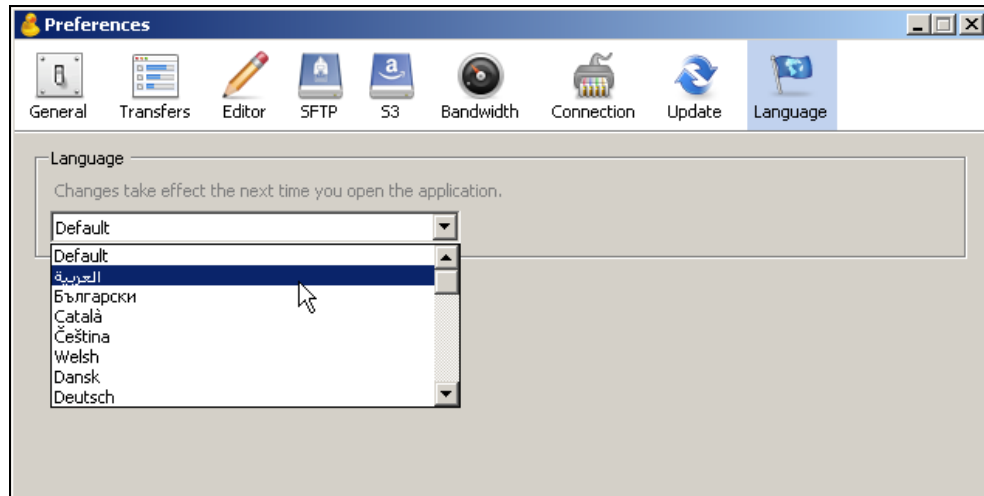 Preferences
General Transfers Editor SFTP S3 Bandwidth Connection Update Language
Language
Changes take effect the next time you open the application.
Default
Default
العربية
Български
Català
Čeština
Welsh
Dansk
Deutsch